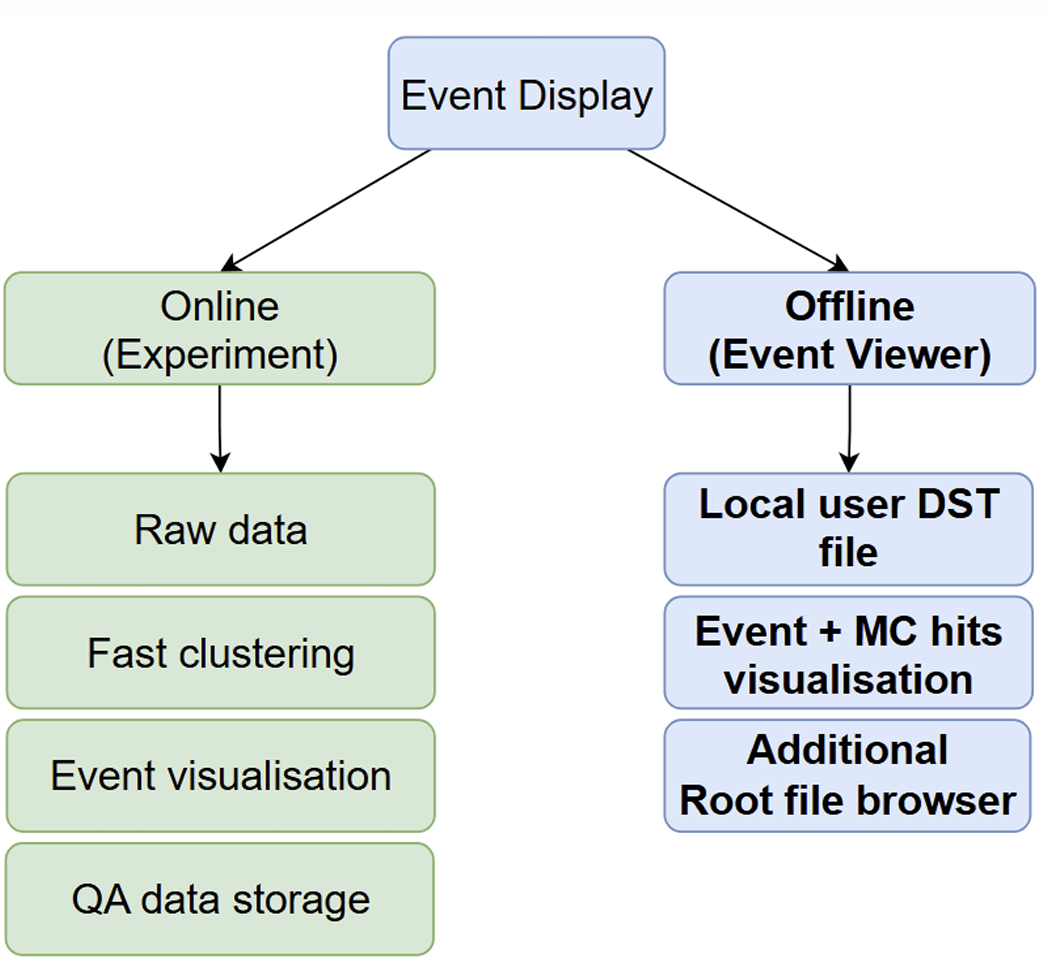 Event Display
Online
(Experiment)
Offline
(Event Viewer)
Raw data
Fast clustering
Event visualisation
QA data storage
Local user DST
file
Event + MC hits
visualisation
Additional
Root file browser